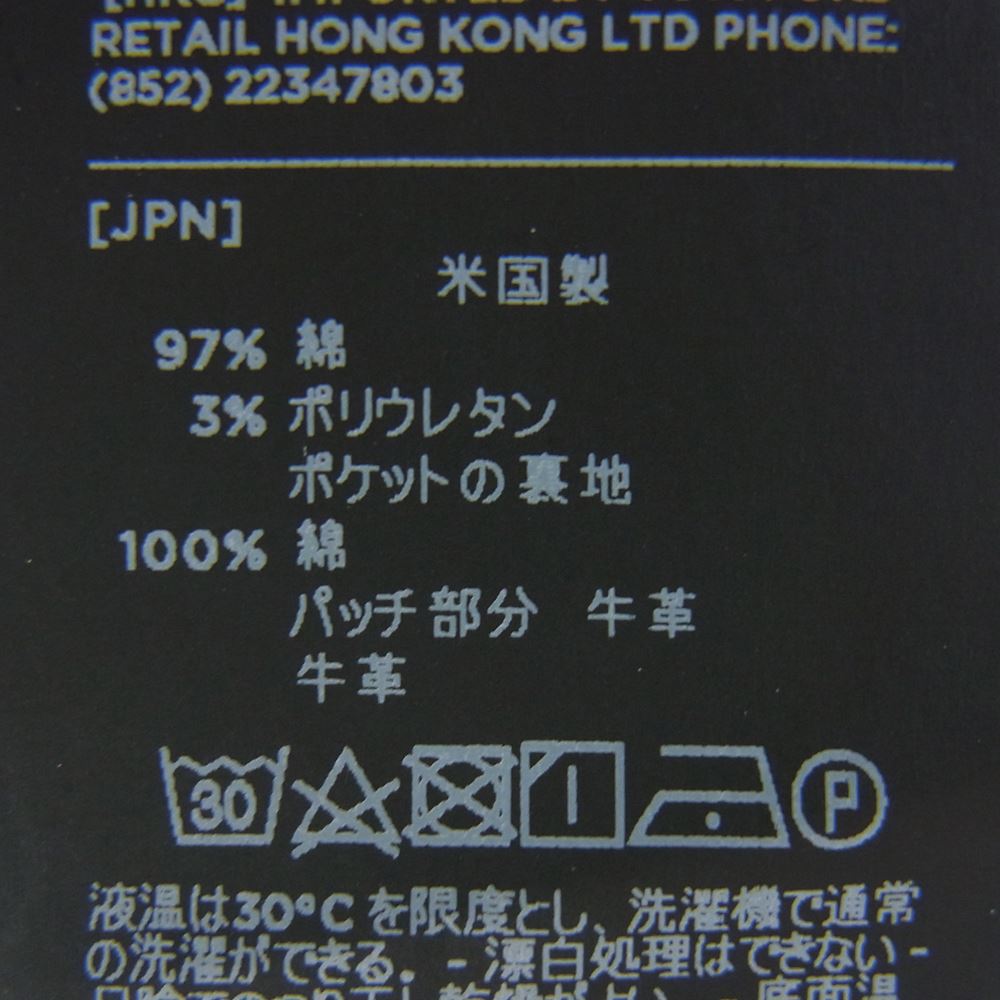 RETAIL HONG KONG LTD PHONE:
(852) 22347803
[JPN]
米国製
97% 綿
3% ポリウレタン
ポケットの裏地
100% 綿
パッチ部分 牛革
牛革
30 P
液温は30°Cを限度とし、洗濯機で通常
の洗濯ができる。- 漂白処理はできない -